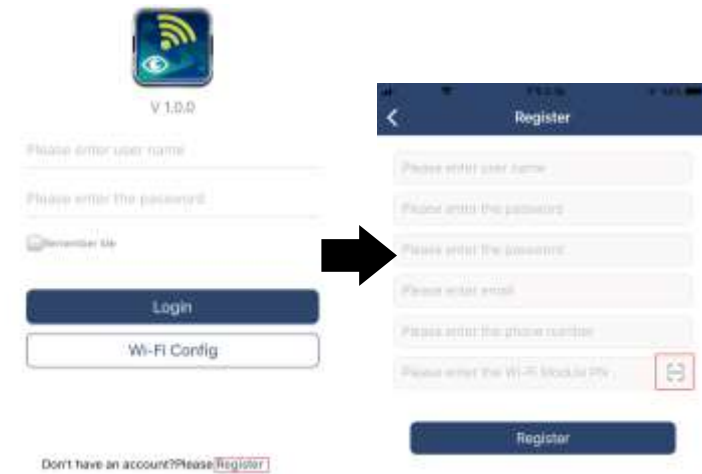 V 1.0.0
Please enter user name
Please enter the password
Remember Me
Login
Wi-Fi Config
Don't have an account?Please Register
Register
Please enter user name
Please enter the password
Please enter the password
Please enter email
Please enter the phone number
Please enter the Wi-Fi Module PN
Register